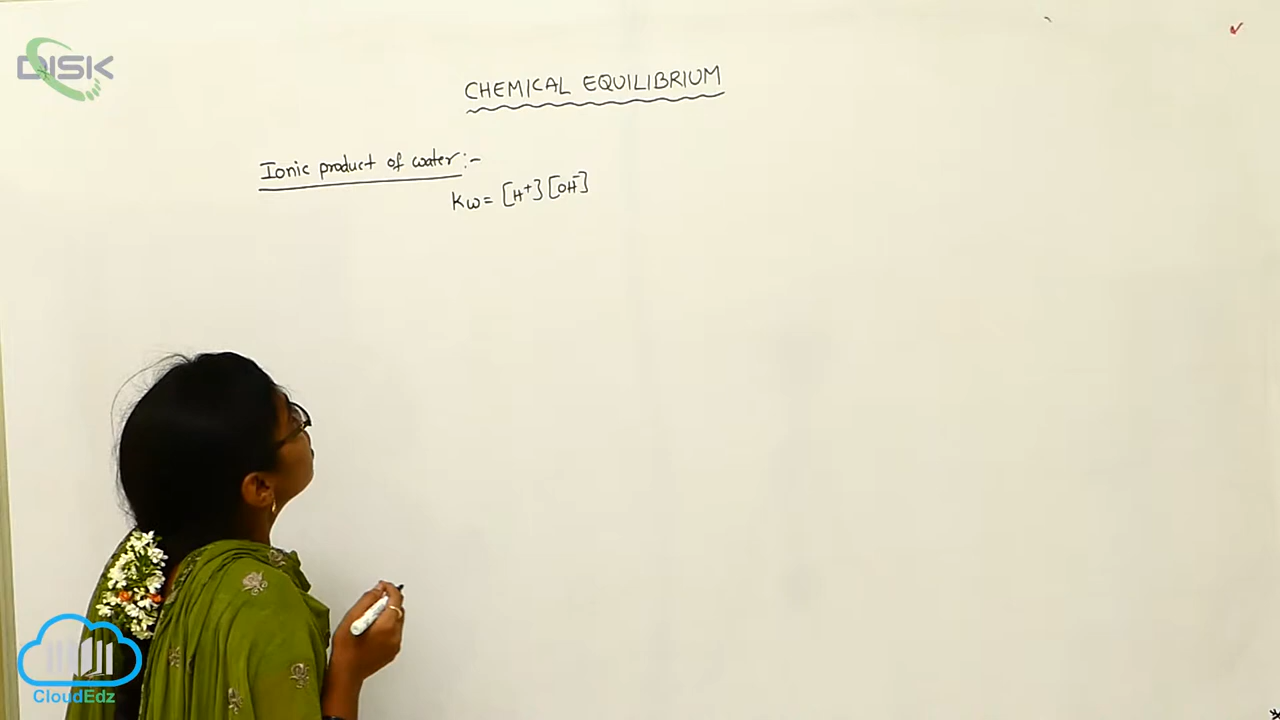 DISK
CHEMICAL EQUILIBRIUM
Ionic product of water:-
Kw = [H⁺][OH⁻]
CloudEdz